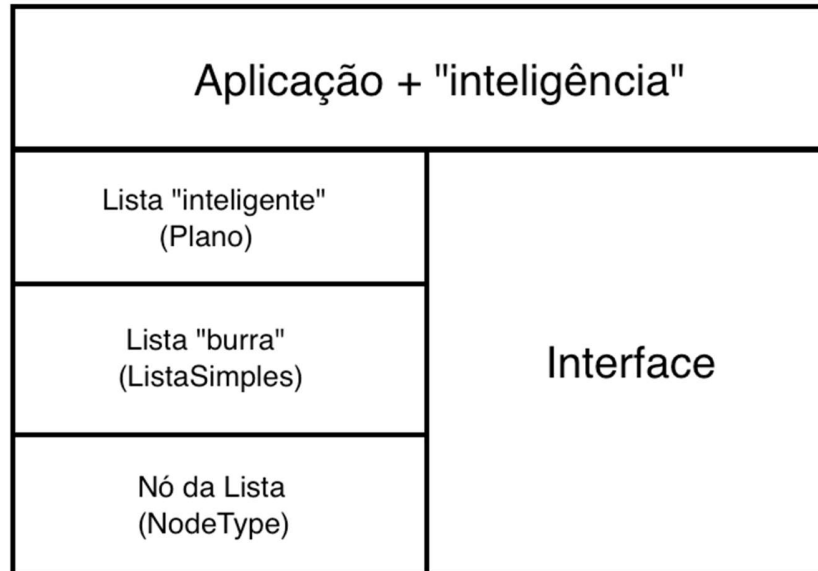 Aplicação + "inteligência"
Lista "inteligente"
(Plano)
Lista "burra"
(ListaSimples)
Nó da Lista
(NodeType)
Interface